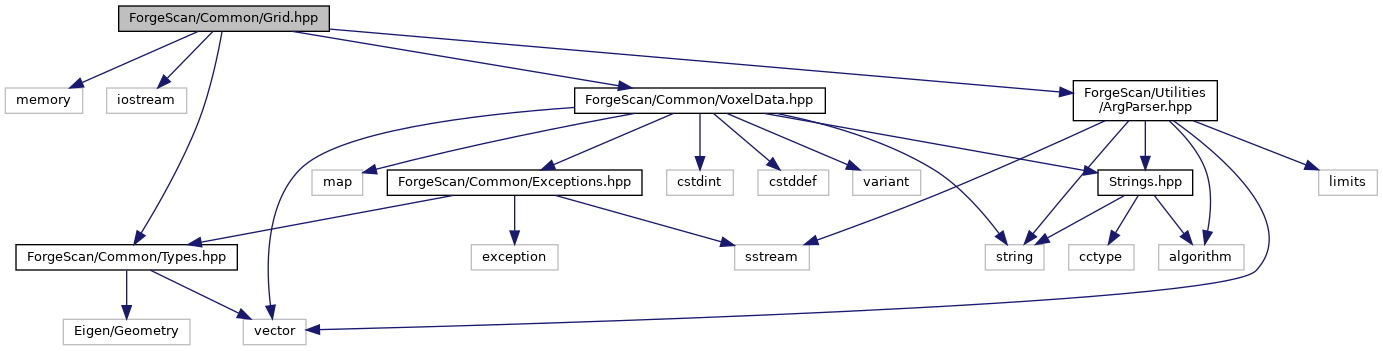 ForgeScan/Common/Grid.hpp
memory
iostream
ForgeScan/Common/VoxelData.hpp
ForgeScan/Utilities
/ArgParser.hpp
map
ForgeScan/Common/Exceptions.hpp
cstdint
cstddef
variant
Strings.hpp
limits
ForgeScan/Common/Types.hpp
exception
sstream
string
cctype
algorithm
Eigen/Geometry
vector